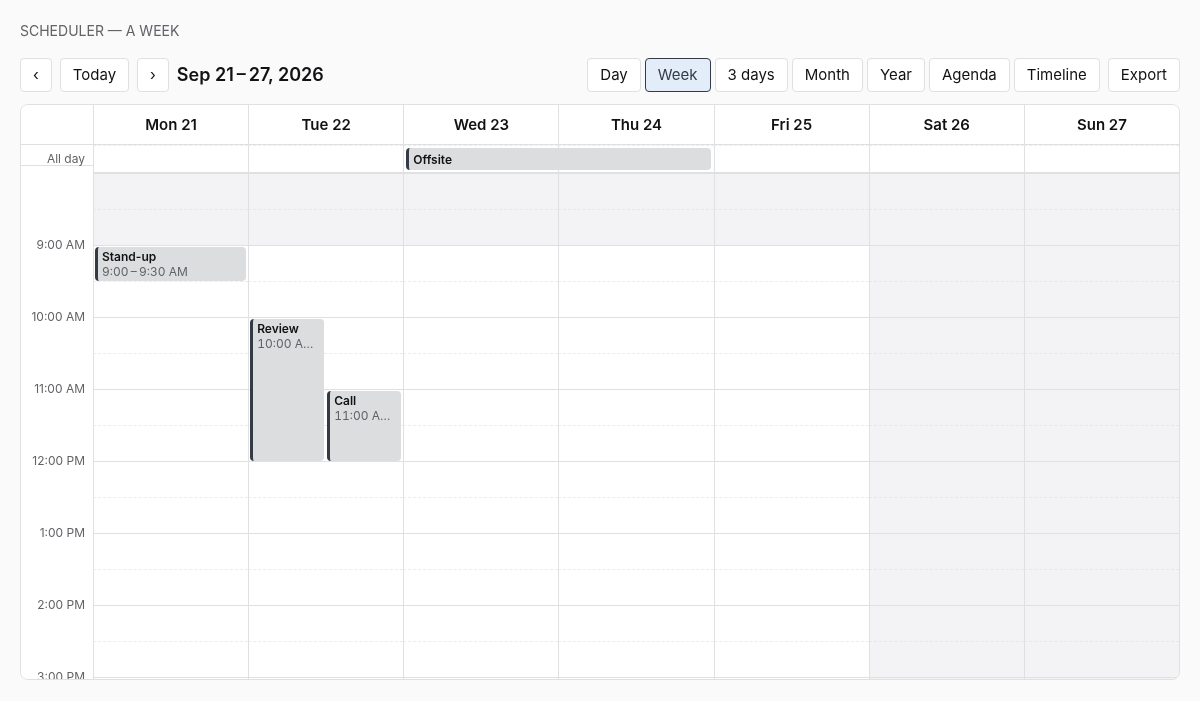 SCHEDULER — A WEEK
‹ Today › Sep 21 – 27, 2026 Day Week 3 days Month Year Agenda Timeline Export
Mon 21 Tue 22 Wed 23 Thu 24 Fri 25 Sat 26 Sun 27
All day Offsite
9:00 AM
Stand-up
9:00 – 9:30 AM
10:00 AM
Review
10:00 A…
11:00 AM
Call
11:00 A…
12:00 PM
1:00 PM
2:00 PM
3:00 PM